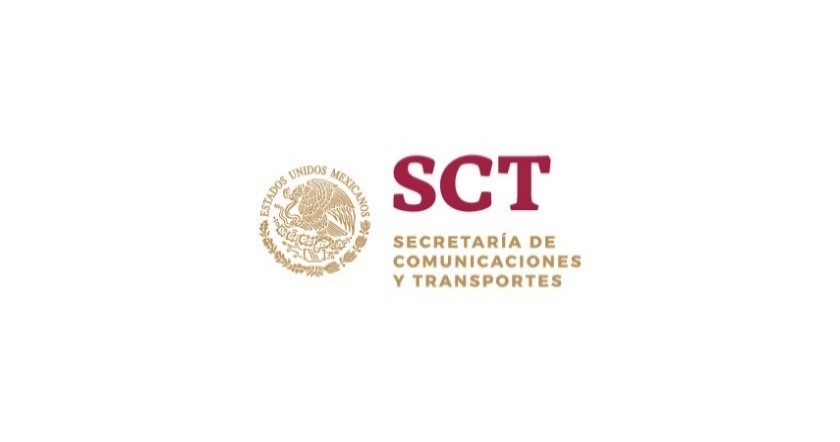 ESTADOS UNIDOS MEXICANOS
SCT
SECRETARÍA DE
COMUNICACIONES
Y TRANSPORTES